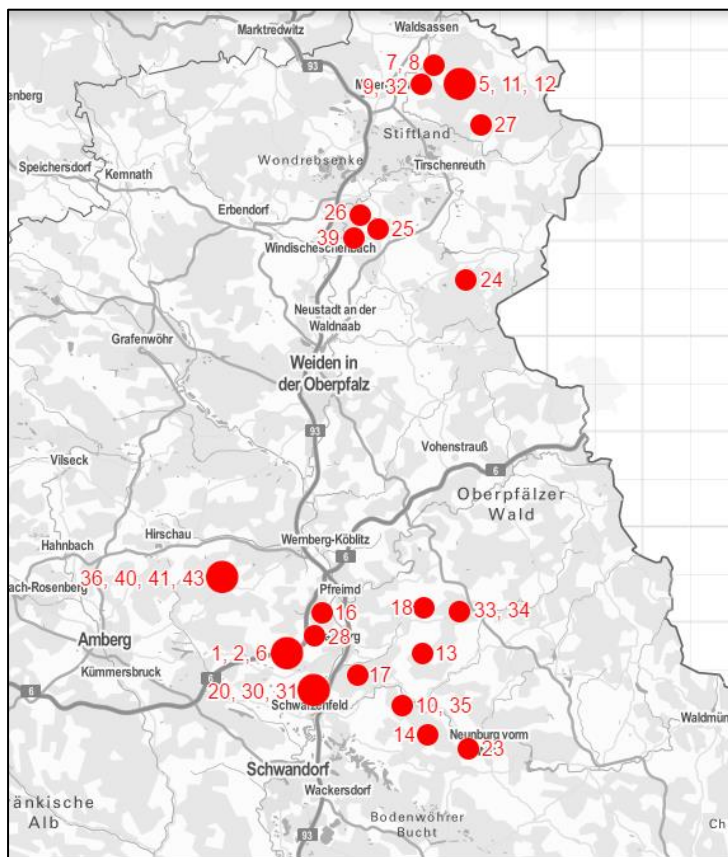 Marktredwitz
Waldsassen
93
7, 8
9, 32
5, 11, 12
enberg
27
Stiftland
Wondrebsenke
Tirschenreuth
Speichersdorf
Kemnath
Erbendorf
26
25
39
Windischeschenbach
24
Neustadt an der
Waldnaab
Grafenwöhr
Weiden in
der Oberpfalz
93
Vohenstrauß
Vilseck
6
Oberpfälzer
Wald
Hirschau
Hahnbach
Wernberg-Köblitz
6
36, 40, 41, 43
ach-Rosenberg
Pfreimd
18
33, 34
16
28
Amberg
1, 2, 6
13
Kümmersbruck
6
6
17
20, 30, 31
Schwarzenfeld
10, 35
Waldmün
14
Neunburg vorm
23
Schwandorf
Wackersdorf
änkische
Alb
Bodenwöhrer
Bucht
Ch
93